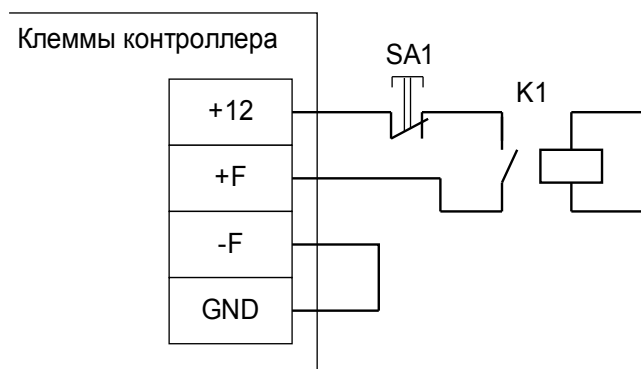 Клеммы контроллера
SA1
K1
+12
+F
-F
GND